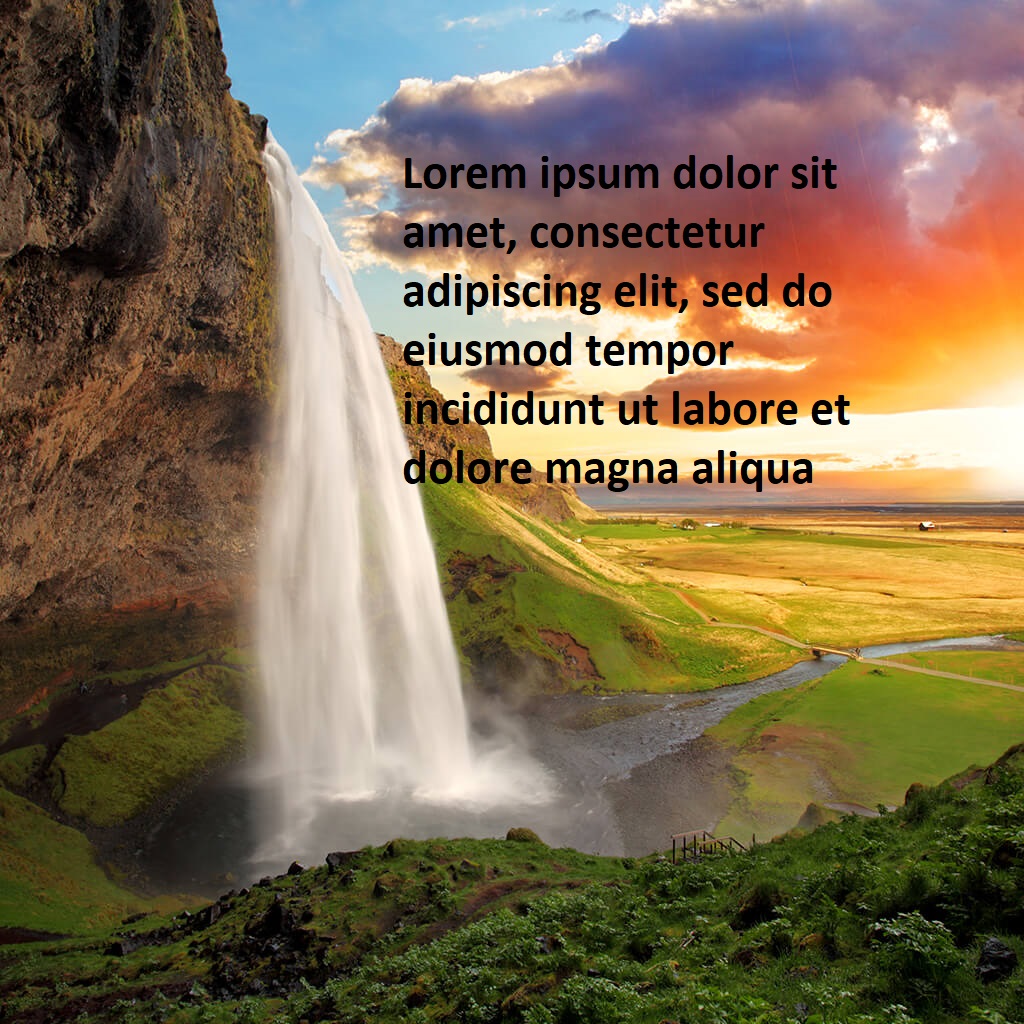 Lorem ipsum dolor sit
amet, consectetur
adipiscing elit, sed do
eiusmod tempor
incididunt ut labore et
dolore magna aliqua